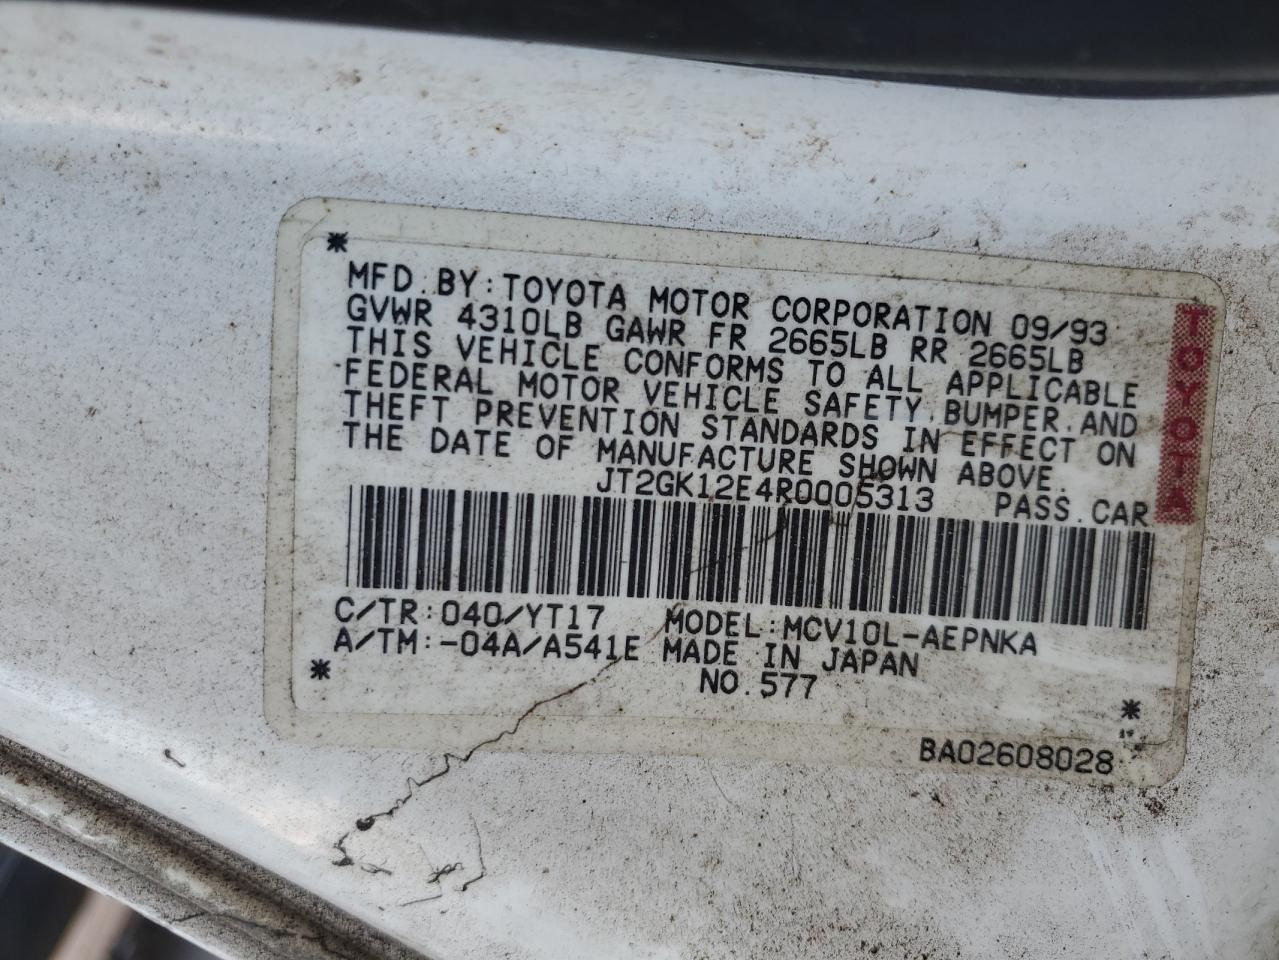 MFD.BY:TOYOTA MOTOR CORPORATION 09/93
GVWR 4310LB GAWR FR 2665LB RR 2665LB
THIS VEHICLE CONFORMS TO ALL APPLICABLE
FEDERAL MOTOR VEHICLE SAFETY.BUMPER.AND
THEFT PREVENTION STANDARDS IN EFFECT ON
THE DATE OF MANUFACTURE SHOWN ABOVE.
JT2GK12E4R0005313 PASS.CAR
TOYOTA
C/TR:040/YT17 MODEL:MCV10L-AEPNKA
A/TM:-04A/A541E MADE IN JAPAN
NO.577
BA02608028